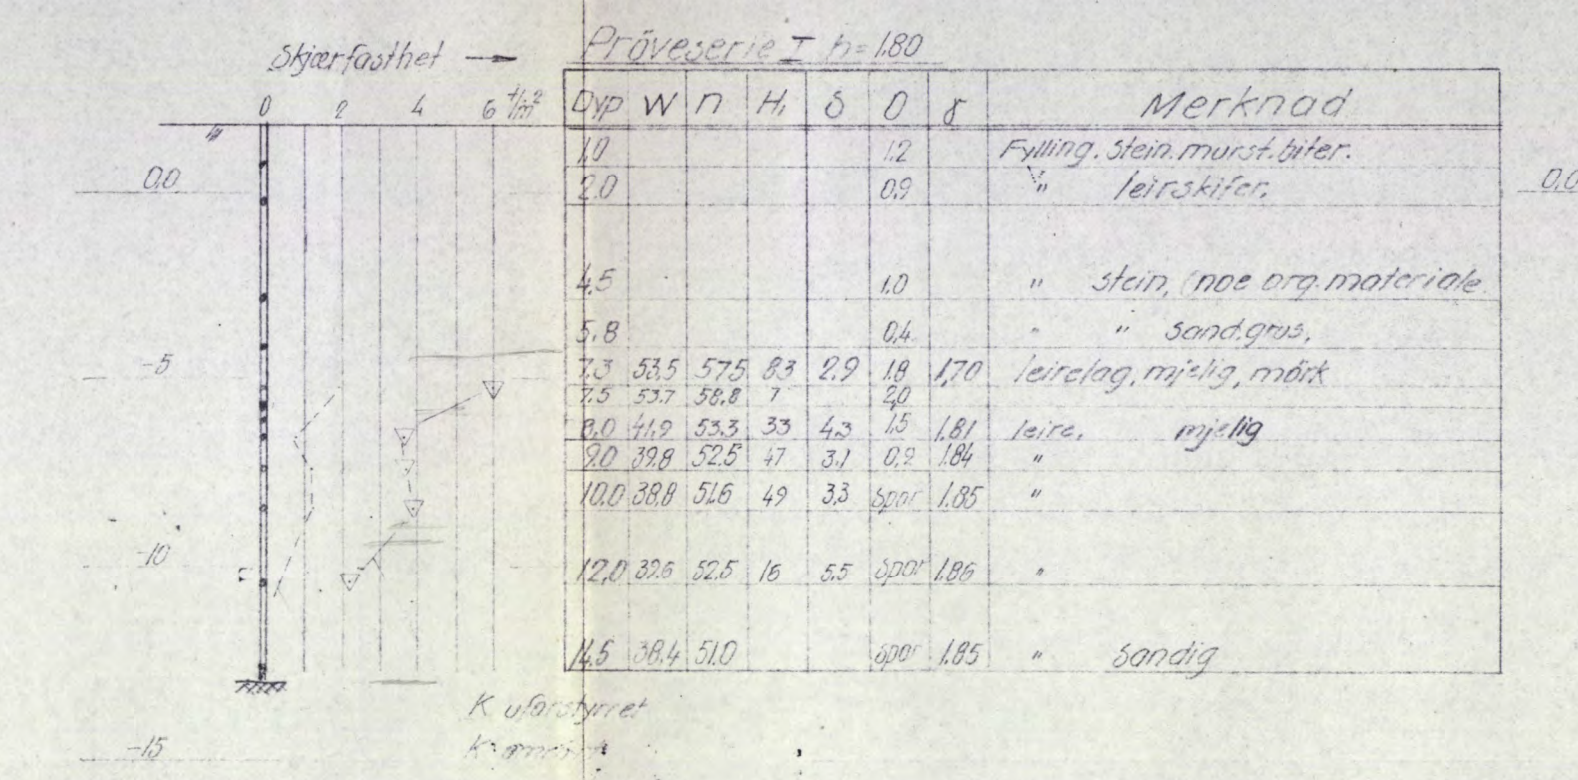 Skjærfasthet →
Pröveserie I h= 1.80
0 2 4 6 t/m²
Dyp W n H₁ S O γ Merknad
1.0 1.2 Fylling. Stein. murst. biter.
0.0
2.0 0.9 " leirskifer.
0.0
4.5 1.0 " stein, (noe org. materiale
5.8 0.4 " " sand. grus.
-5
7.3 53.5 57.5 83 2.9 1.8 1.70 leirelag, mjelig, mörk
7.5 53.7 58.8 7 2.0
8.0 41.9 53.3 33 4.3 1.5 1.81 leire. mjelig
9.0 39.8 52.5 47 3.1 0.9 1.84 "
10.0 38.8 51.6 49 3.3 spor 1.85 "
-10
12.0 39.6 52.5 16 5.5 spor 1.86 "
14.5 38.4 51.0 spor 1.85 " sandig
K uforstyrret
K
-15